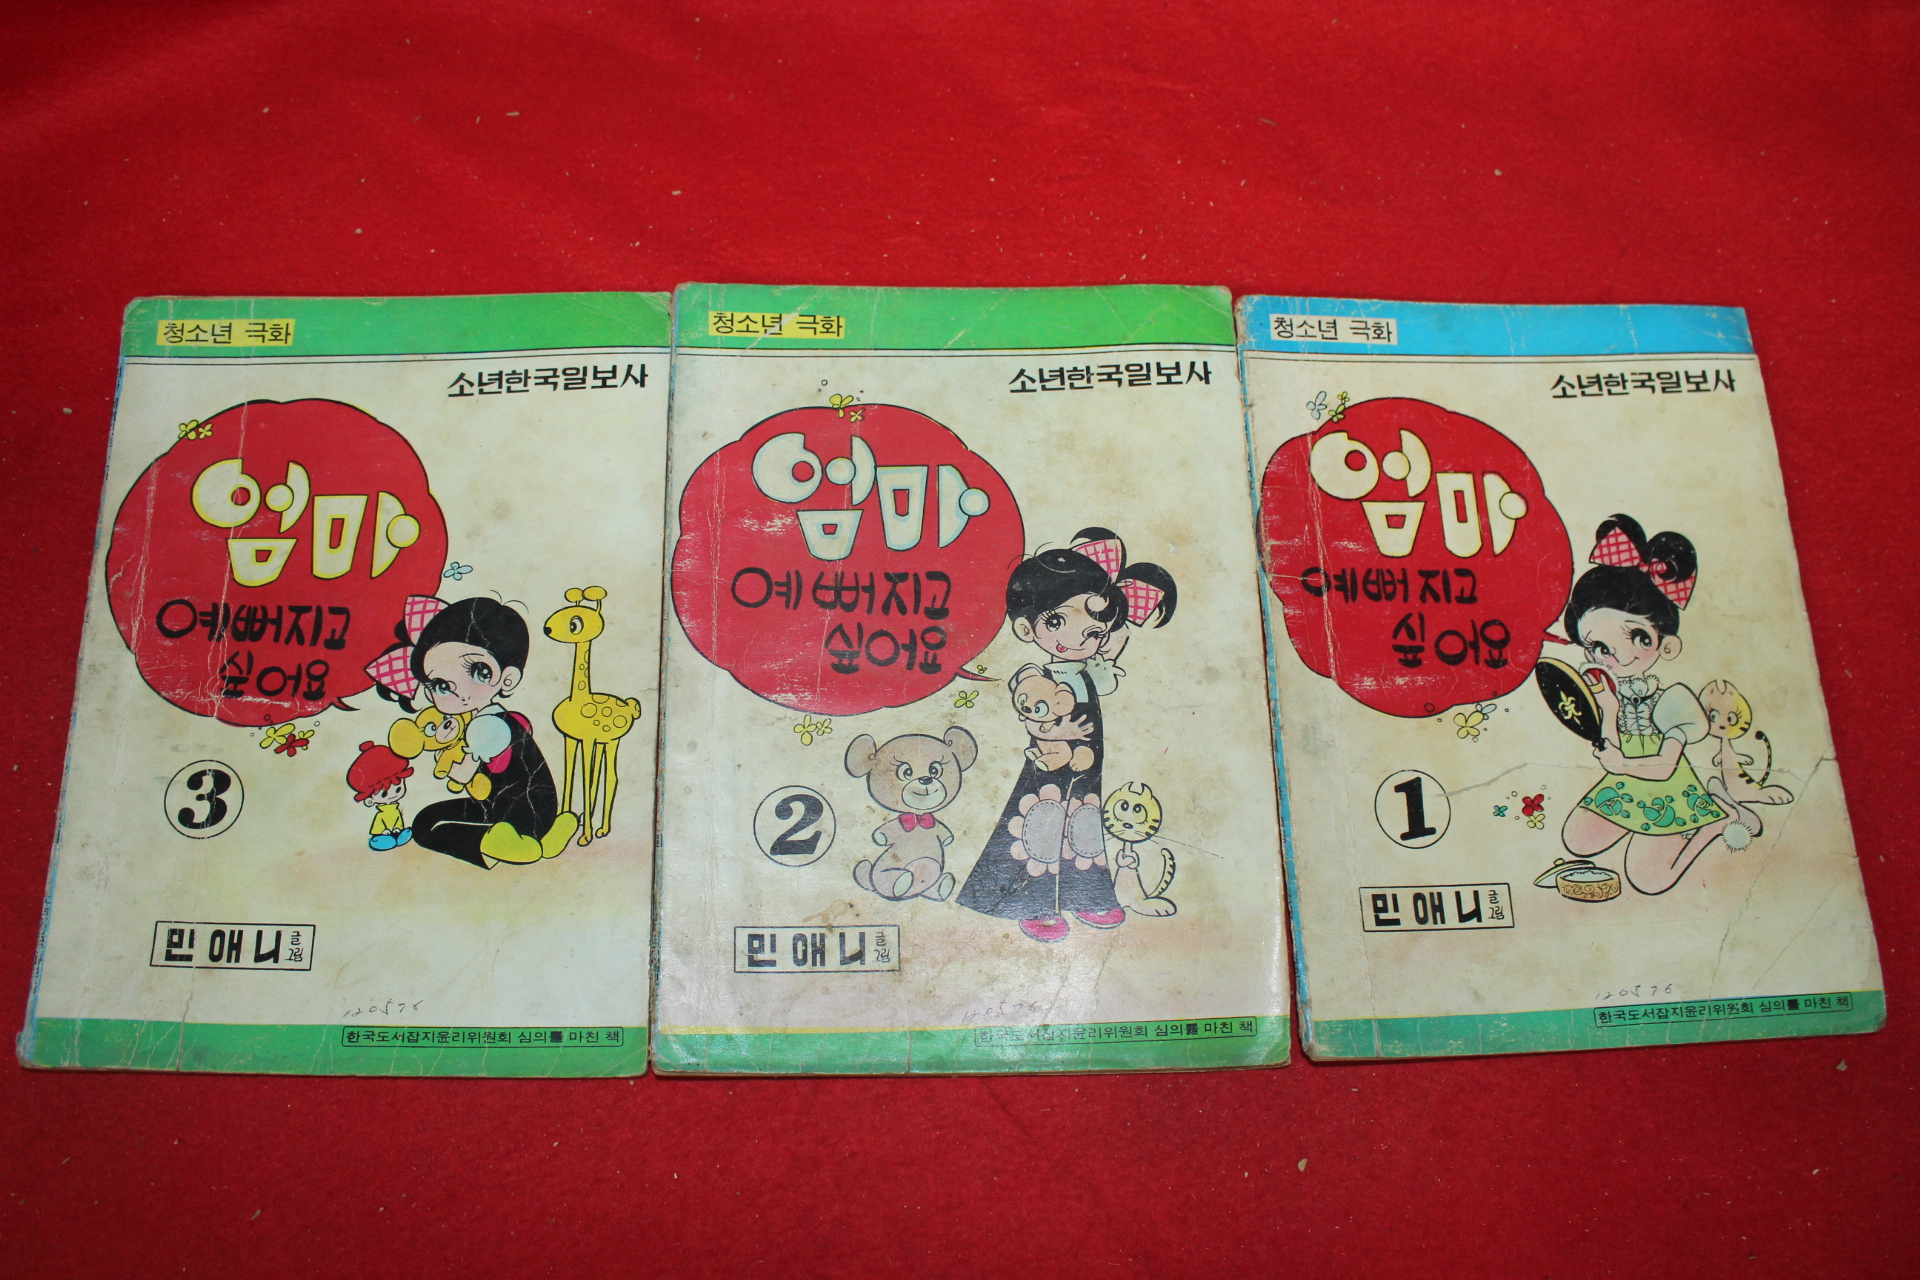 청소년 극화
소년한국일보사
엄마
예뻐지고
싶어요
3
민애니 글 그림
120576
한국도서잡지윤리위원회 심의를 마친 책
청소년 극화
소년한국일보사
엄마
예뻐지고
싶어요
2
민애니 글 그림
120576
한국도서잡지윤리위원회 심의를 마친 책
청소년 극화
소년한국일보사
엄마
예뻐지고
싶어요
1
민애니 글 그림
120576
한국도서잡지윤리위원회 심의를 마친 책